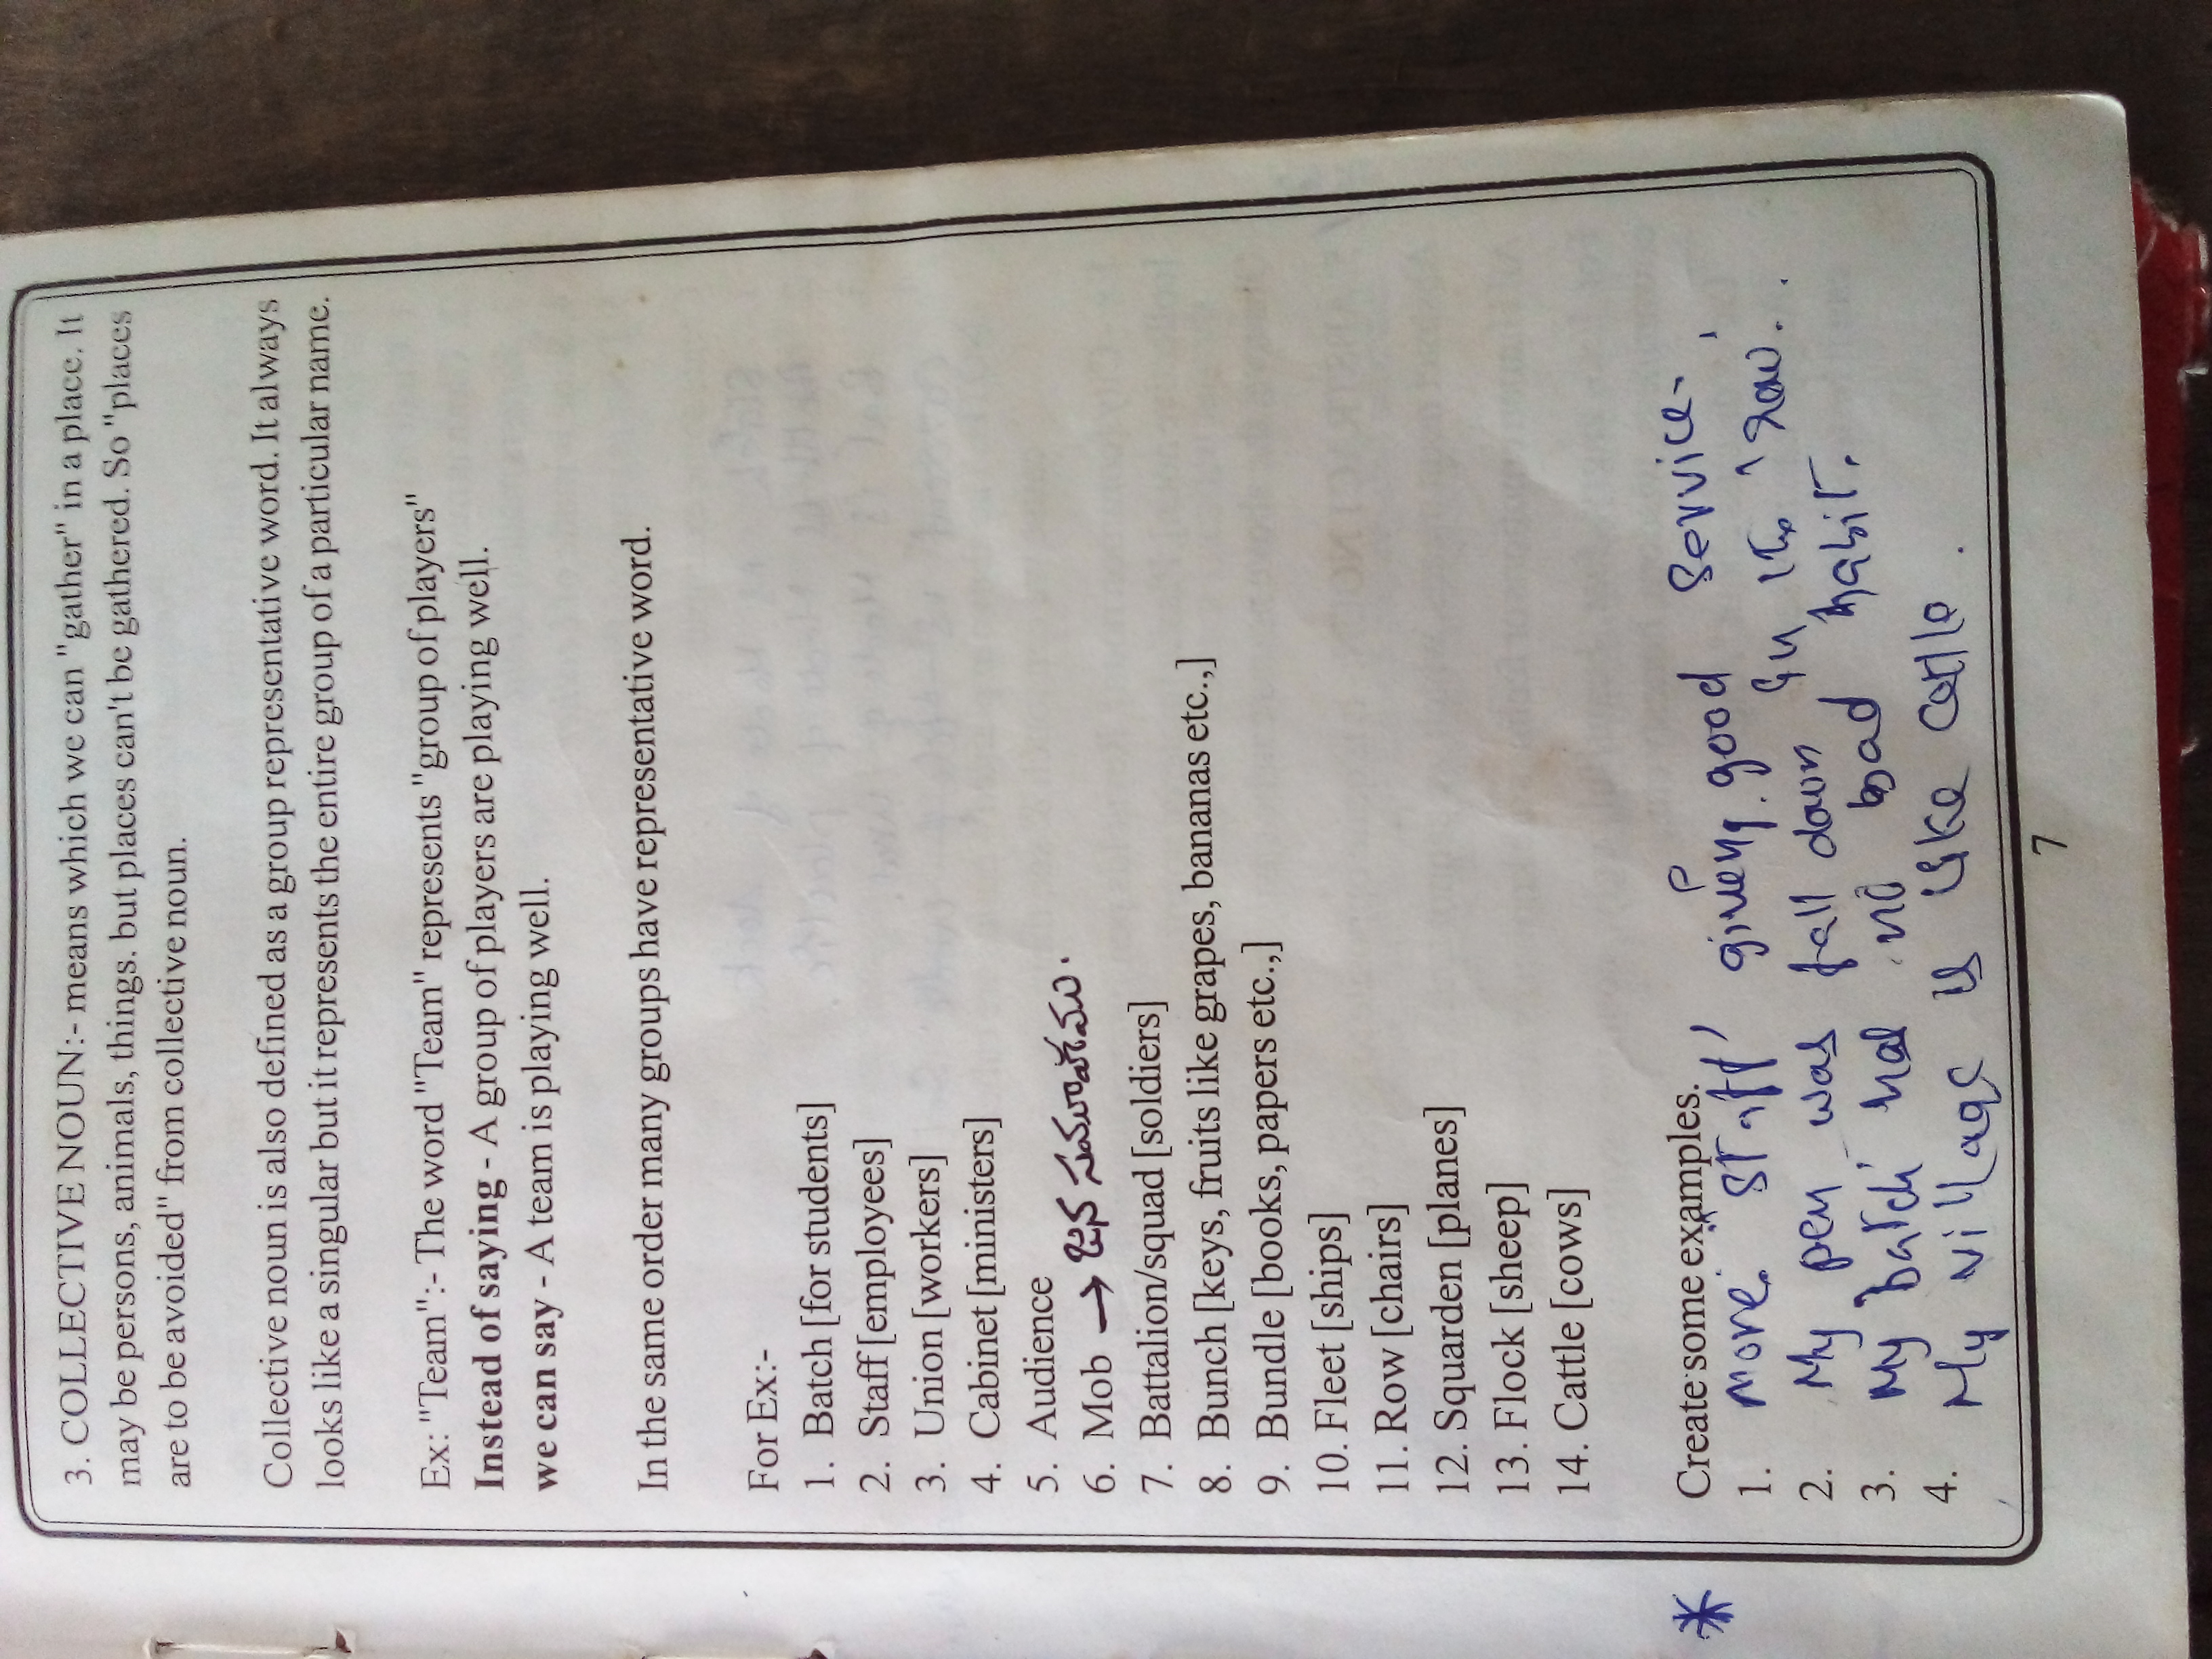 3. COLLECTIVE NOUN:- means which we can "gather" in a place. It
may be persons, animals, things. but places can't be gathered. So "places
are to be avoided" from collective noun.
Collective noun is also defined as a group representative word. It always
looks like a singular but it represents the entire group of a particular name.
Ex: "Team":- The word "Team" represents "group of players"
Instead of saying - A group of players are playing well.
we can say - A team is playing well.
In the same order many groups have representative word.
For Ex:-
1. Batch [for students]
2. Staff [employees]
3. Union [workers]
4. Cabinet [ministers]
5. Audience
6. Mob → జన సమూహము.
7. Battalion/squad [soldiers]
8. Bunch [keys, fruits like grapes, bananas etc.,]
9. Bundle [books, papers etc.,]
10. Fleet [ships]
11. Row [chairs]
12. Squarden [planes]
13. Flock [sheep]
14. Cattle [cows]
* Create some examples.
1. More "staff" giving good service.
2. My pen was fall down in the 'row'.
3. My 'batch' has no bad habit.
4. My village is like cattle.
7